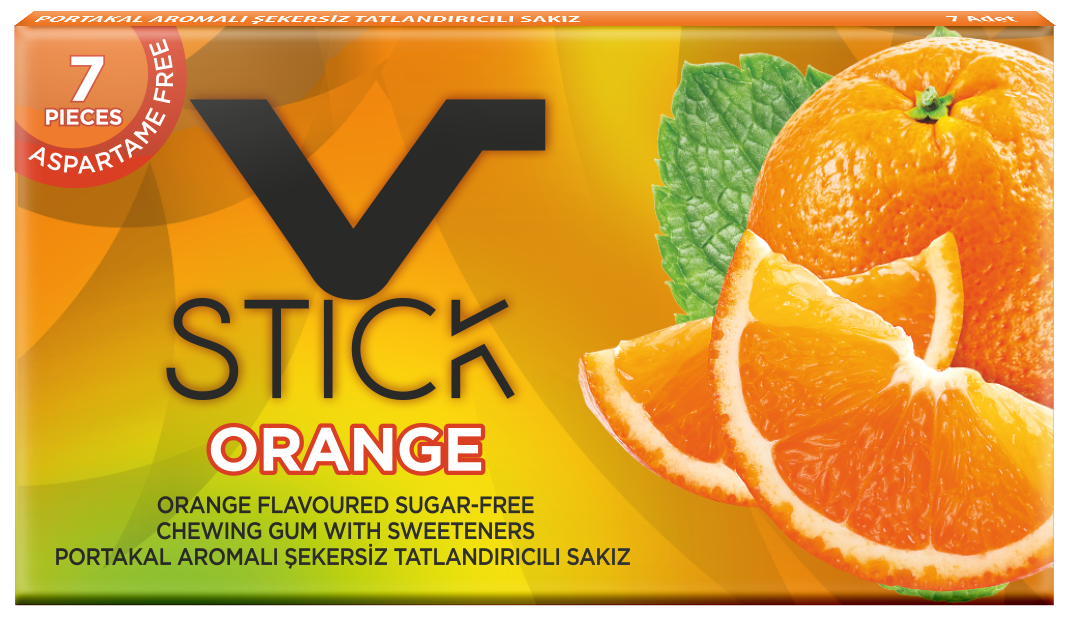 PORTAKAL AROMALI ŞEKERSİZ TATLANDIRICILI SAKIZ
7 Adet
7
PIECES
ASPARTAME FREE
V
STICK
ORANGE
ORANGE FLAVOURED SUGAR-FREE
CHEWING GUM WITH SWEETENERS
PORTAKAL AROMALI ŞEKERSİZ TATLANDIRICILI SAKIZ